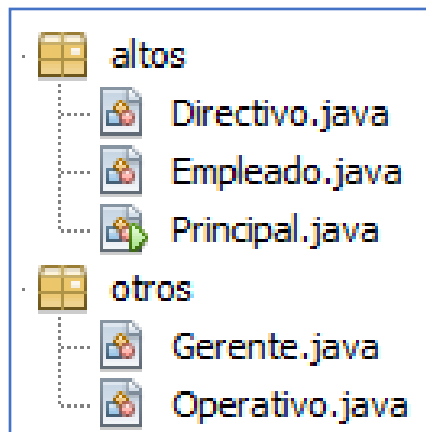 altos
Directivo.java
Empleado.java
Principal.java
otros
Gerente.java
Operativo.java